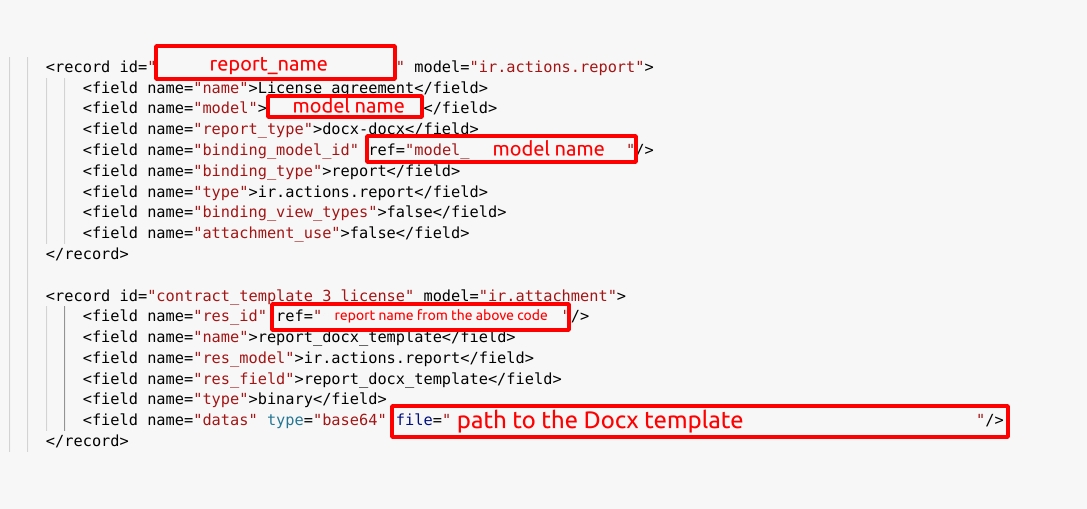 <record id=" report_name " model="ir.actions.report">
<field name="name">License agreement</field>
<field name="model"> model name </field>
<field name="report_type">docx-docx</field>
<field name="binding_model_id" ref="model_ model name "/>
<field name="binding_type">report</field>
<field name="type">ir.actions.report</field>
<field name="binding_view_types">false</field>
<field name="attachment_use">false</field>
</record>
<record id="contract_template_3_license" model="ir.attachment">
<field name="res_id" ref=" report name from the above code "/>
<field name="name">report_docx_template</field>
<field name="res_model">ir.actions.report</field>
<field name="res_field">report_docx_template</field>
<field name="type">binary</field>
<field name="datas" type="base64" file=" path to the Docx template "/>
</record>